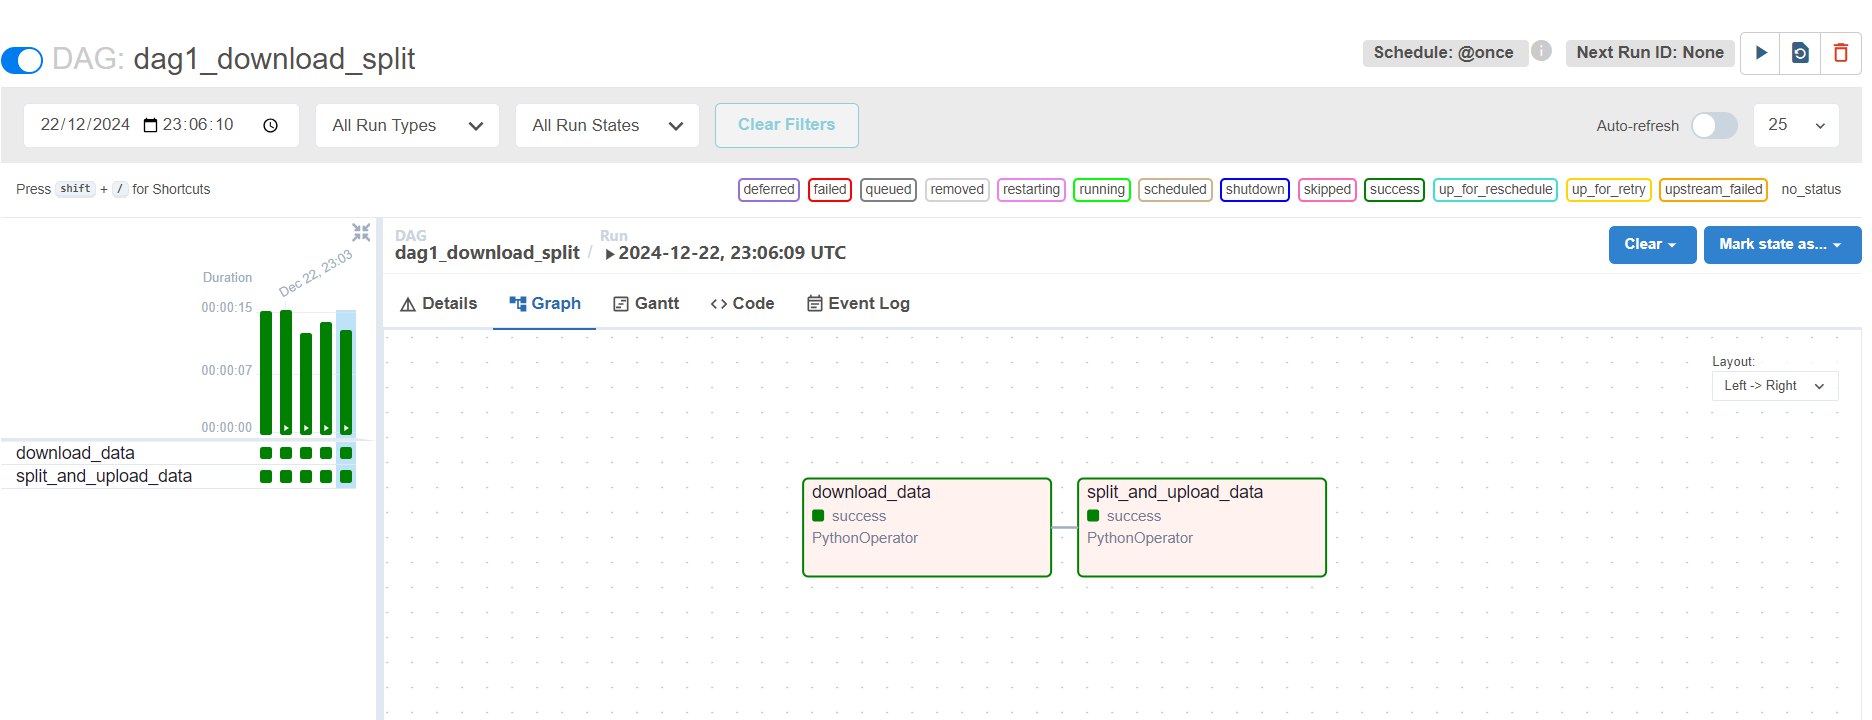 DAG: dag1_download_split
Schedule: @once
i
Next Run ID: None
22/12/2024 23:06:10
All Run Types
All Run States
Clear Filters
Auto-refresh
25
Press shift + / for Shortcuts
deferred
failed
queued
removed
restarting
running
scheduled
shutdown
skipped
success
up_for_reschedule
up_for_retry
upstream_failed
no_status
DAG
dag1_download_split
/
Run
2024-12-22, 23:06:09 UTC
Clear
Mark state as...
Details
Graph
Gantt
Code
Event Log
Dec 22, 23:03
Duration
00:00:15
00:00:07
00:00:00
download_data
split_and_upload_data
Layout:
Left -> Right
download_data
success
PythonOperator
split_and_upload_data
success
PythonOperator